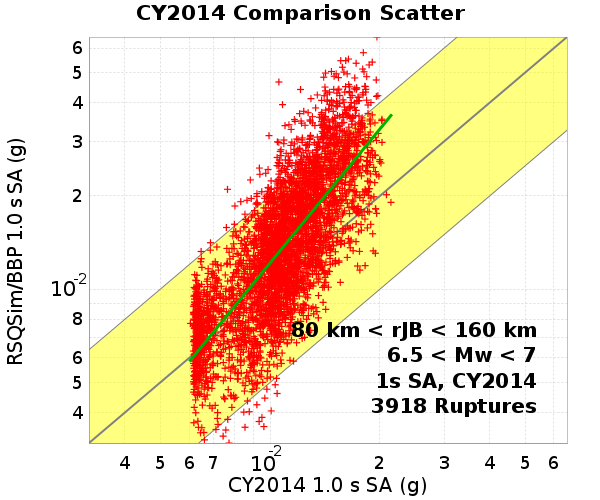 CY2014 Comparison Scatter
RSQSim/BBP 1.0 s SA (g)
6
5
4
3
2
10-2
8
6
5
4
80 km < rJB < 160 km
6.5 < Mw < 7
1s SA, CY2014
3918 Ruptures
4 5 6 7 10-2 2 3 4 5 6
CY2014 1.0 s SA (g)